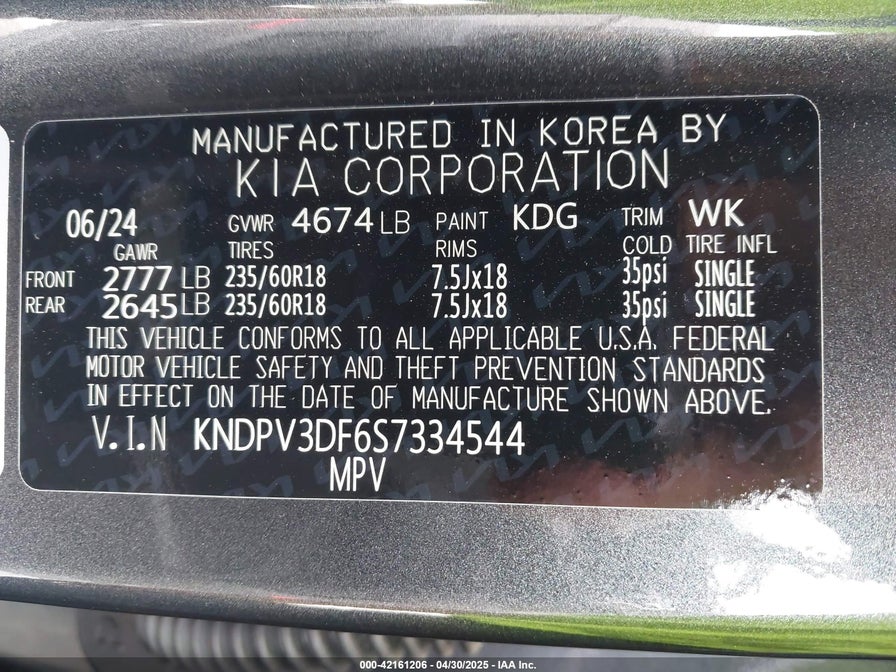 MANUFACTURED IN KOREA BY
KIA CORPORATION
06/24 GVWR 4674 LB PAINT KDG TRIM WK
GAWR TIRES RIMS COLD TIRE INFL
FRONT 2777 LB 235/60R18 7.5Jx18 35psi SINGLE
REAR 2645 LB 235/60R18 7.5Jx18 35psi SINGLE
THIS VEHICLE CONFORMS TO ALL APPLICABLE U.S.A. FEDERAL
MOTOR VEHICLE SAFETY AND THEFT PREVENTION STANDARDS
IN EFFECT ON THE DATE OF MANUFACTURE SHOWN ABOVE.
V.I.N KNDPV3DF6S7334544
MPV
000-42161206 - 04/30/2025 - IAA Inc.